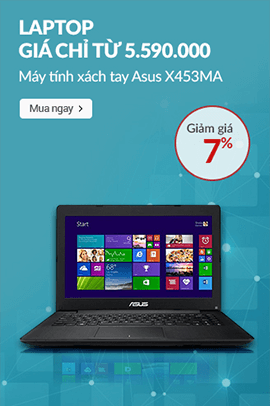 LAPTOP
GIÁ CHỈ TỪ 5.590.000
Máy tính xách tay Asus X453MA
Mua ngay
Giảm giá
7%
Start
68°
ASUS